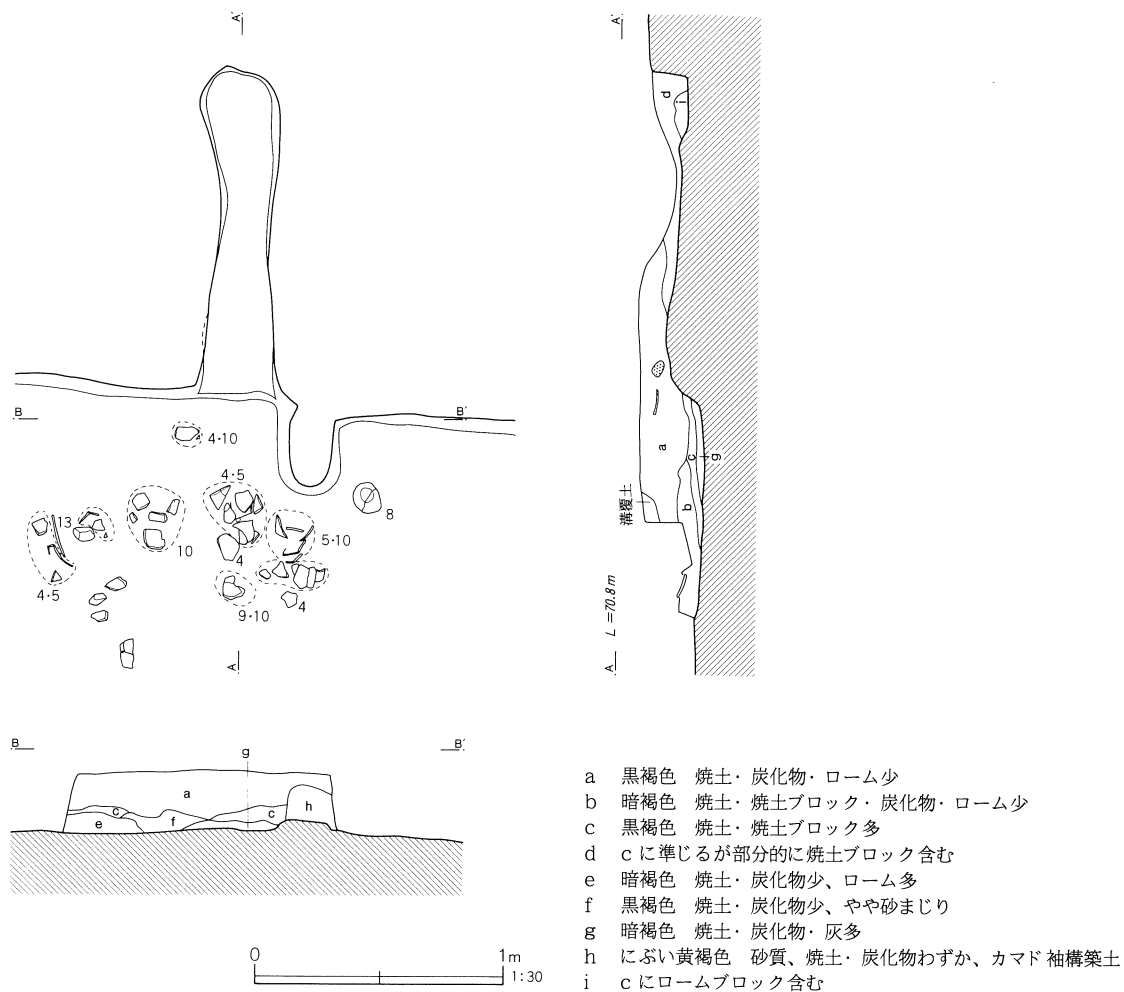 A'
B
B'
4・10
4・5
8
13
10
5・10
4
4・5
9・10
4
A
A'
d
i
a
c
g
b
溝覆土
A
L=70.8m
B
B'
g
a
c
c
h
e
f
0
1m
1:30
a 黒褐色 焼土・炭化物・ローム少
b 暗褐色 焼土・焼土ブロック・炭化物・ローム少
c 黒褐色 焼土・焼土ブロック多
d cに準じるが部分的に焼土ブロック含む
e 暗褐色 焼土・炭化物少、ローム多
f 黒褐色 焼土・炭化物少、やや砂まじり
g 暗褐色 焼土・炭化物・灰多
h にぶい黄褐色 砂質、焼土・炭化物わずか、カマド袖構築土
i cにロームブロック含む